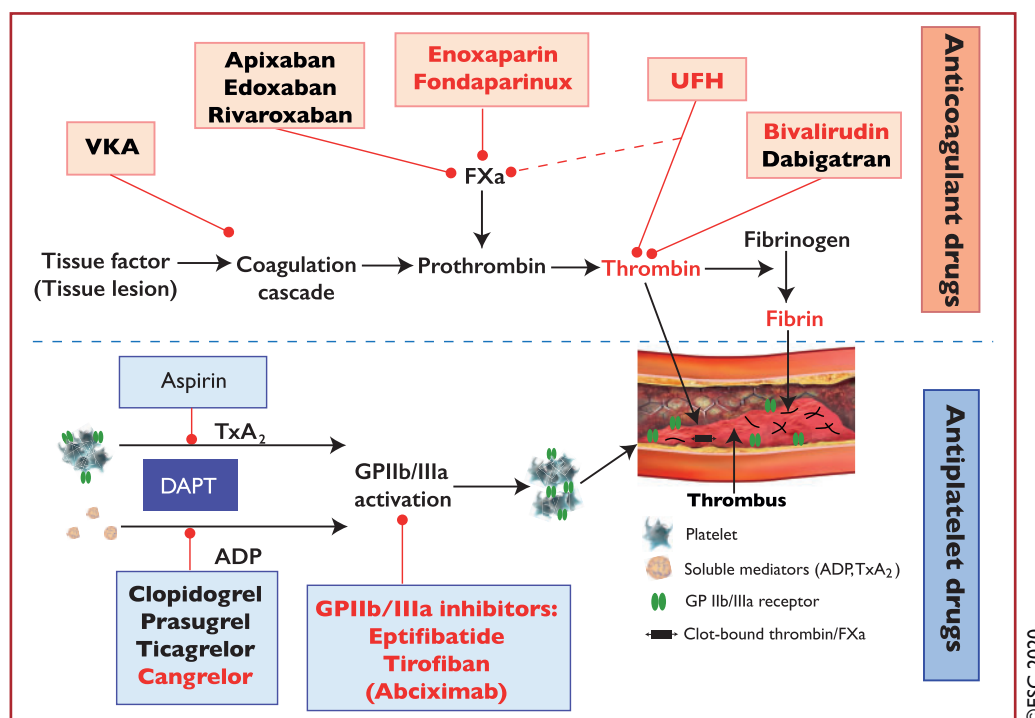 Apixaban
Edoxaban
Rivaroxaban
Enoxaparin
Fondaparinux
UFH
VKA
Bivalirudin
Dabigatran
Anticoagulant drugs
FXa
Tissue factor
(Tissue lesion)
Coagulation
cascade
Prothrombin
Thrombin
Fibrinogen
Fibrin
Aspirin
TxA2
DAPT
GPIIb/IIIa
activation
ADP
Clopidogrel
Prasugrel
Ticagrelor
Cangrelor
GPIIb/IIIa inhibitors:
Eptifibatide
Tirofiban
(Abciximab)
Thrombus
Platelet
Soluble mediators (ADP,TxA2)
GP IIb/IIIa receptor
Clot-bound thrombin/FXa
Antiplatelet drugs
©ESC 2020